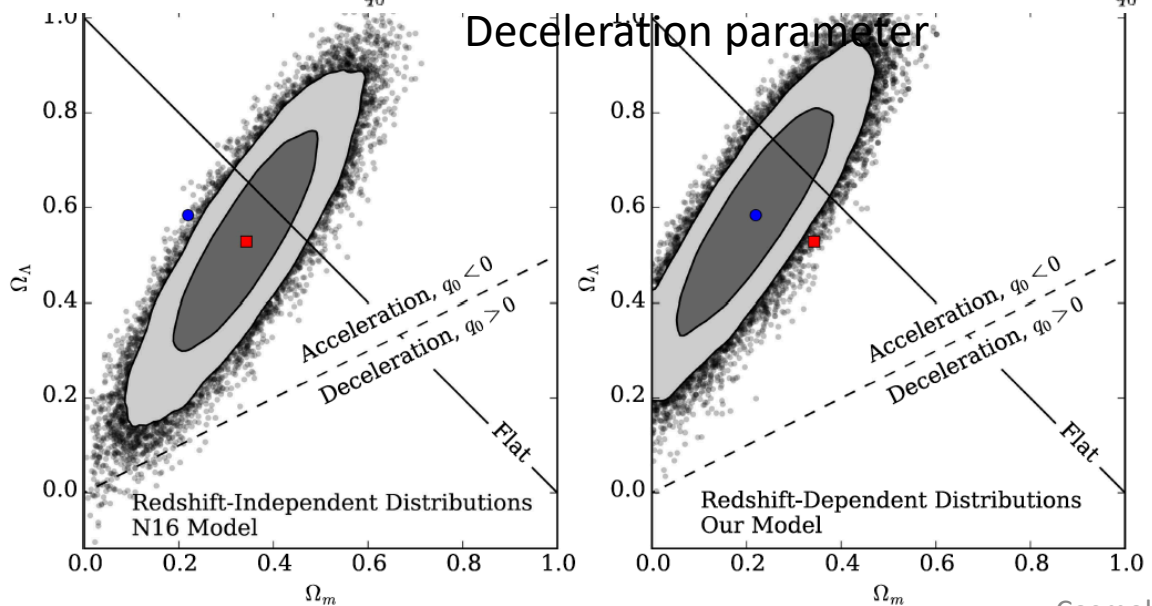 Deceleration parameter
1.0
0.8
0.6
0.4
0.2
0.0
Ω_Λ
Acceleration, q₀ < 0
Deceleration, q₀ > 0
Flat
Redshift-Independent Distributions
N16 Model
0.0 0.2 0.4 0.6 0.8 1.0
Ω_m
0.8
0.6
0.4
0.2
0.0
Ω_Λ
Acceleration, q₀ < 0
Deceleration, q₀ > 0
Flat
Redshift-Dependent Distributions
Our Model
0.0 0.2 0.4 0.6 0.8 1.0
Ω_m